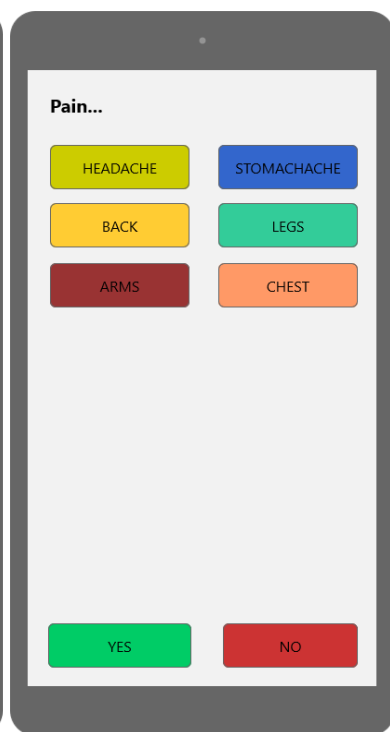 Pain...
HEADACHE
STOMACHACHE
BACK
LEGS
ARMS
CHEST
YES
NO